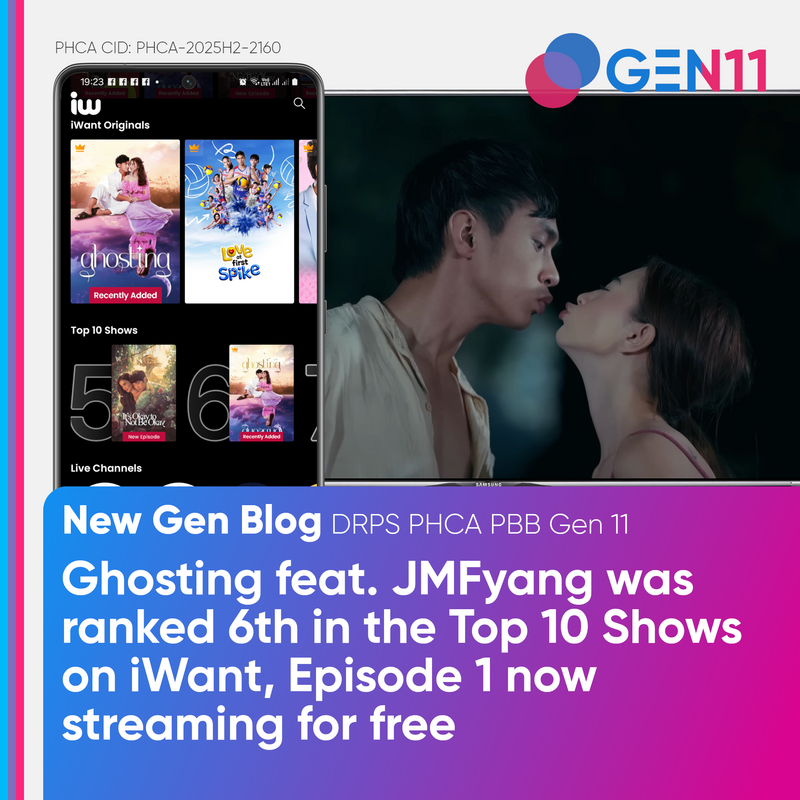 PHCA CID: PHCA-2025H2-2160
GEN11
19:23
iw
iWant Originals
ghosting
Recently Added
Love at first Spike
Top 10 Shows
5
It's Okay to
Not Be Okay
New Episode
6
ghosting
Recently Added
Live Channels
SAMSUNG
New Gen Blog DRPS PHCA PBB Gen 11
Ghosting feat. JMFyang was
ranked 6th in the Top 10 Shows
on iWant, Episode 1 now
streaming for free